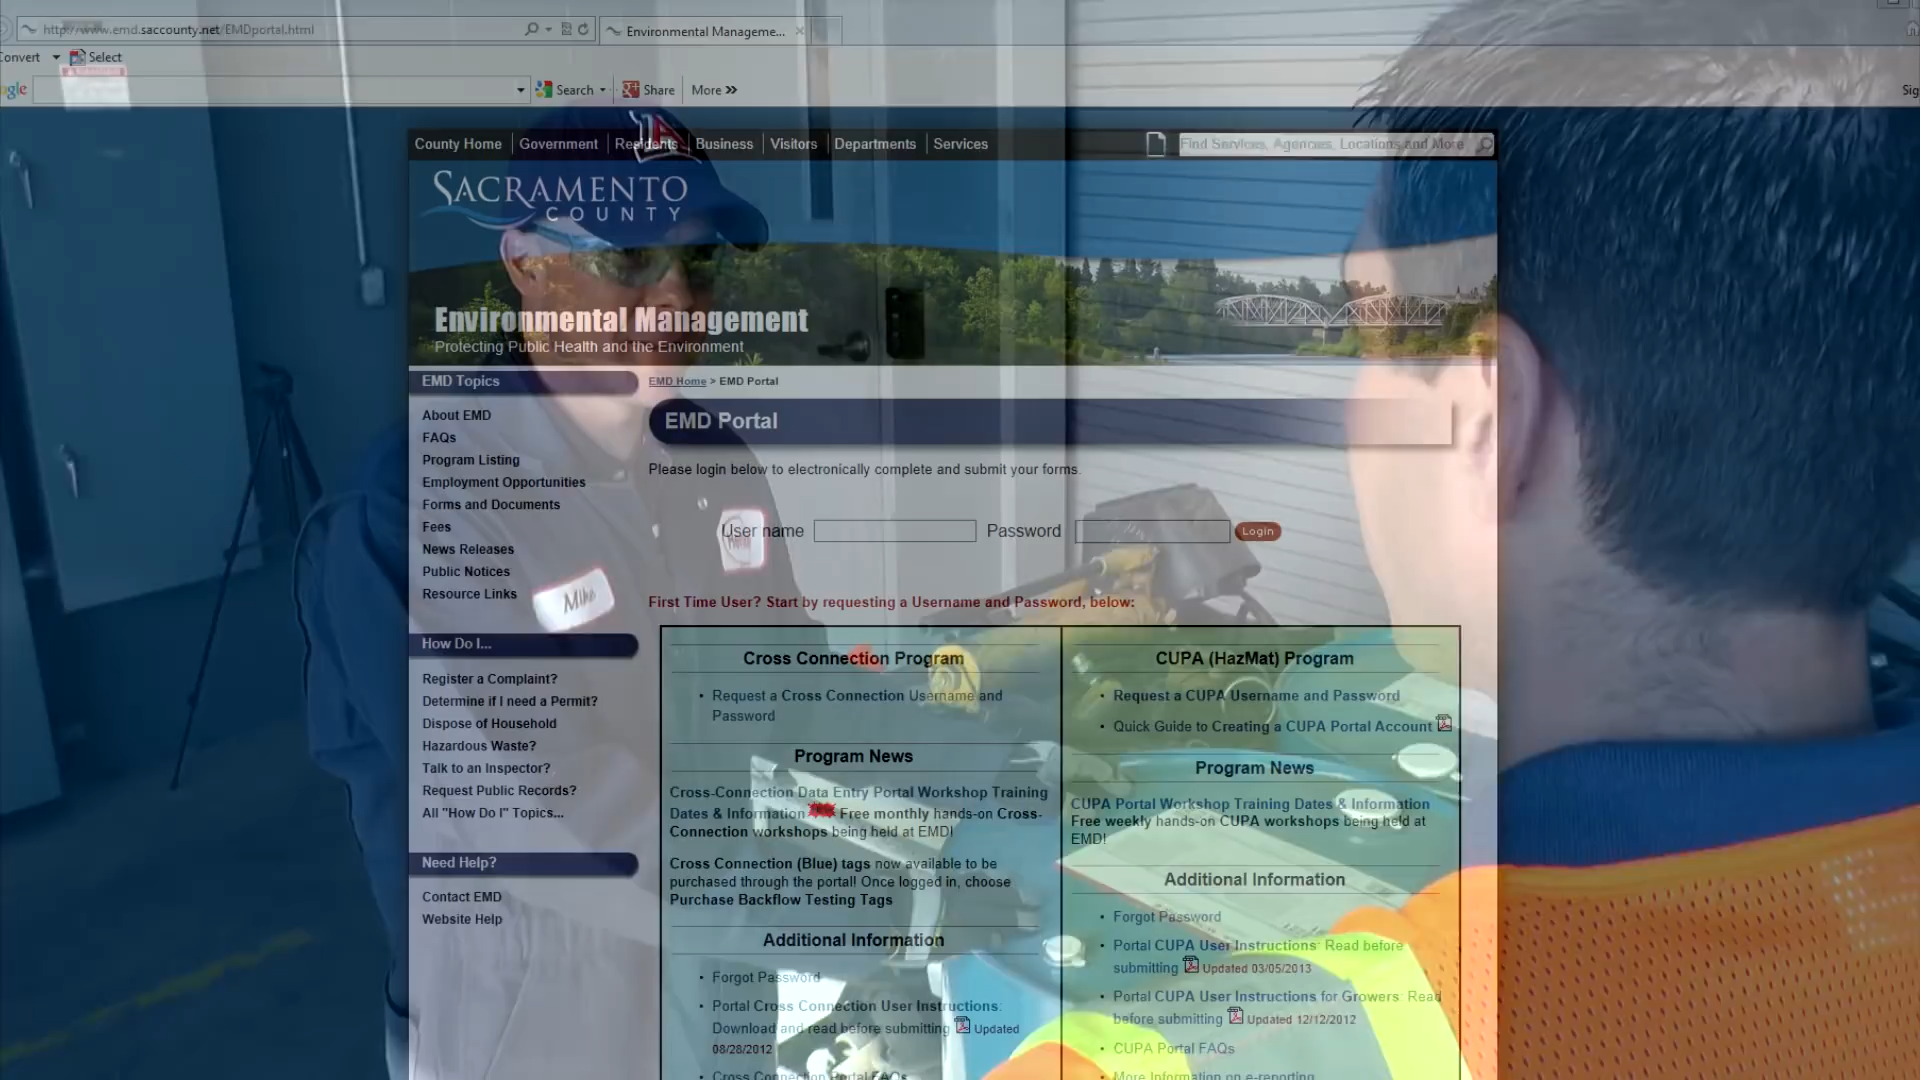 http://www.emd.saccounty.net/EMDportal.html
Environmental Manageme...
Convert
Select
Search
Share
More »
County Home
Government
Residents
Business
Visitors
Departments
Services
Find Services, Agencies, Locations and More
SACRAMENTO
COUNTY
Environmental Management
Protecting Public Health and the Environment
EMD Topics
About EMD
FAQs
Program Listing
Employment Opportunities
Forms and Documents
Fees
News Releases
Public Notices
Resource Links
Mike
How Do I...
Register a Complaint?
Determine if I need a Permit?
Dispose of Household
Hazardous Waste?
Talk to an Inspector?
Request Public Records?
All "How Do I" Topics...
Need Help?
Contact EMD
Website Help
EMD Home > EMD Portal
EMD Portal
Please login below to electronically complete and submit your forms.
User name
Password
Login
First Time User? Start by requesting a Username and Password, below:
Cross Connection Program
• Request a Cross Connection Username and
Password
Program News
Cross-Connection Data Entry Portal Workshop Training
Dates & Information Free monthly hands-on Cross-
Connection workshops being held at EMD!
Cross Connection (Blue) tags now available to be
purchased through the portal! Once logged in, choose
Purchase Backflow Testing Tags
Additional Information
• Forgot Password
• Portal Cross Connection User Instructions:
Download and read before submitting Updated
08/28/2012
Cross Connection Portal FAQs
CUPA (HazMat) Program
• Request a CUPA Username and Password
• Quick Guide to Creating a CUPA Portal Account
Program News
CUPA Portal Workshop Training Dates & Information
Free weekly hands-on CUPA workshops being held at
EMD!
Additional Information
• Forgot Password
• Portal CUPA User Instructions: Read before
submitting Updated 03/05/2013
• Portal CUPA User Instructions for Growers: Read
before submitting Updated 12/12/2012
• CUPA Portal FAQs
More Information on e-reporting